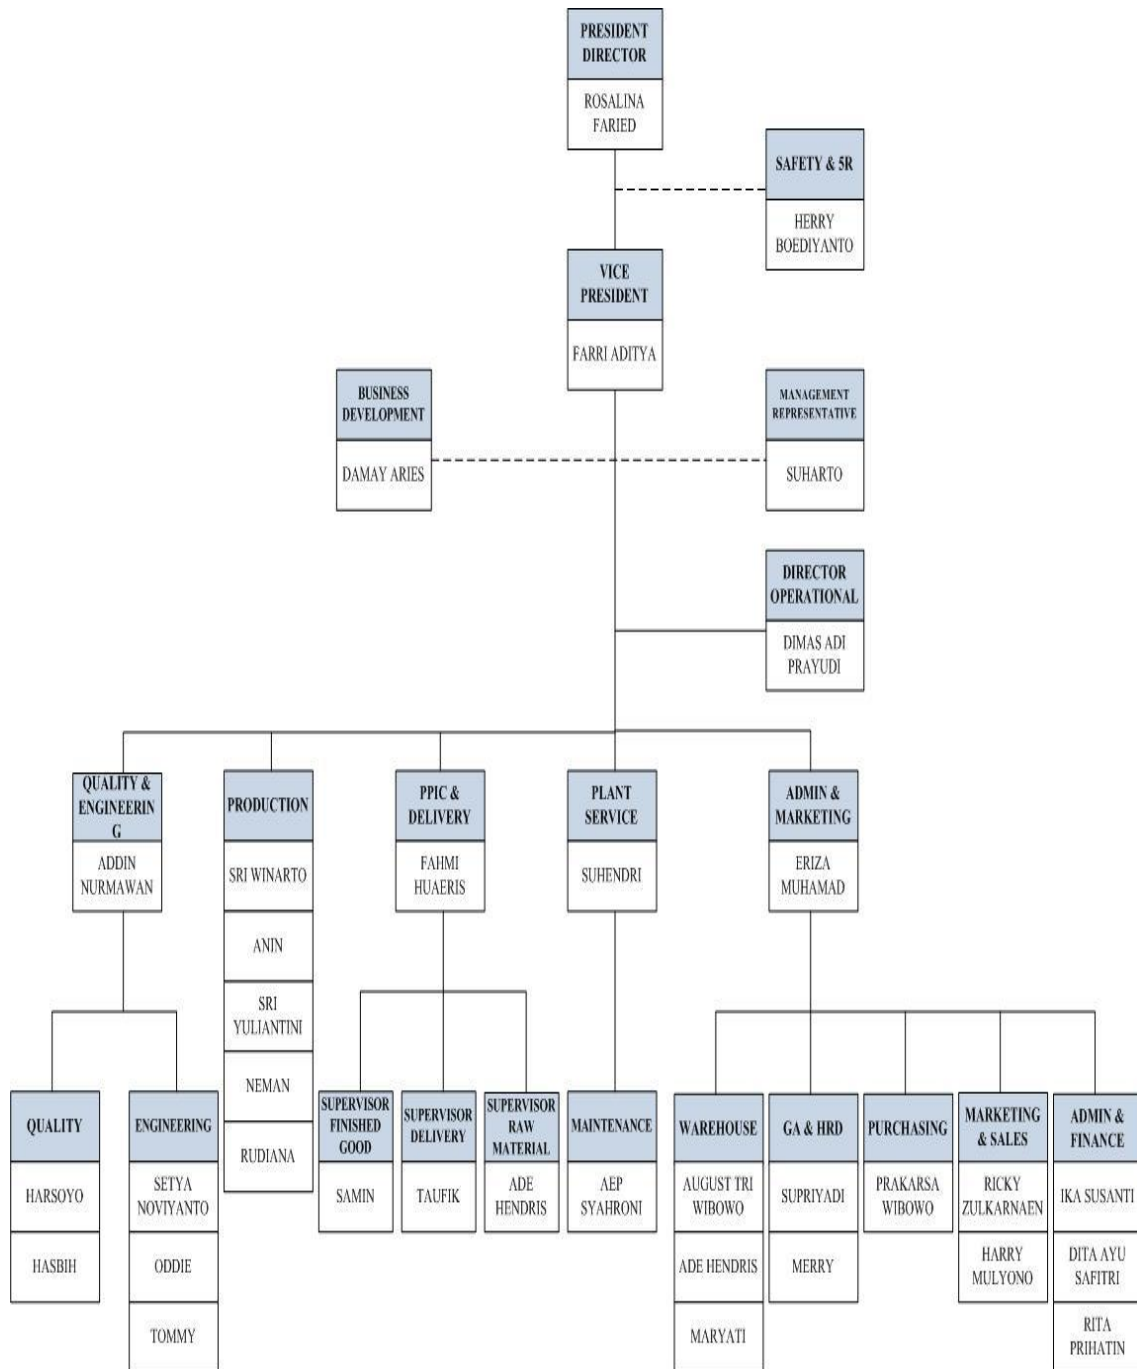 PRESIDENT
DIRECTOR
ROSALINA
FARIED
SAFETY & 5R
HERRY
BOEDIYANTO
VICE
PRESIDENT
FARRI ADITYA
BUSINESS
DEVELOPMENT
DAMAY ARIES
MANAGEMENT
REPRESENTATIVE
SUHARTO
DIRECTOR
OPERATIONAL
DIMAS ADI
PRAYUDI
QUALITY &
ENGINEERIN
G
ADDIN
NURMAWAN
PRODUCTION
SRI WINARTO
ANIN
SRI
YULIANTINI
NEMAN
RUDIANA
PPIC &
DELIVERY
FAHMI
HUAERIS
PLANT
SERVICE
SUHENDRI
ADMIN &
MARKETING
ERIZA
MUHAMAD
QUALITY
HARSOYO
HASBIH
ENGINEERING
SETYA
NOVIYANTO
ODDIE
TOMMY
SUPERVISOR
FINISHED
GOOD
SAMIN
SUPERVISOR
DELIVERY
TAUFIK
SUPERVISOR
RAW
MATERIAL
ADE
HENDRIS
MAINTENANCE
AEP
SYAHRONI
WAREHOUSE
AUGUST TRI
WIBOWO
ADE HENDRIS
MARYATI
GA & HRD
SUPRIYADI
MERRY
PURCHASING
PRAKARSA
WIBOWO
MARKETING
& SALES
RICKY
ZULKARNAEN
HARRY
MULYONO
ADMIN &
FINANCE
IKA SUSANTI
DITA AYU
SAFITRI
RITA
PRIHATIN